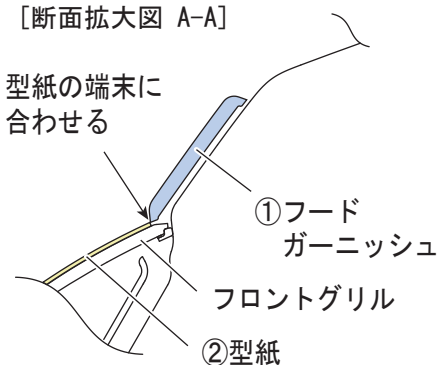 [断面拡大図 A-A]
型紙の端末に
合わせる
①フード
ガーニッシュ
フロントグリル
②型紙